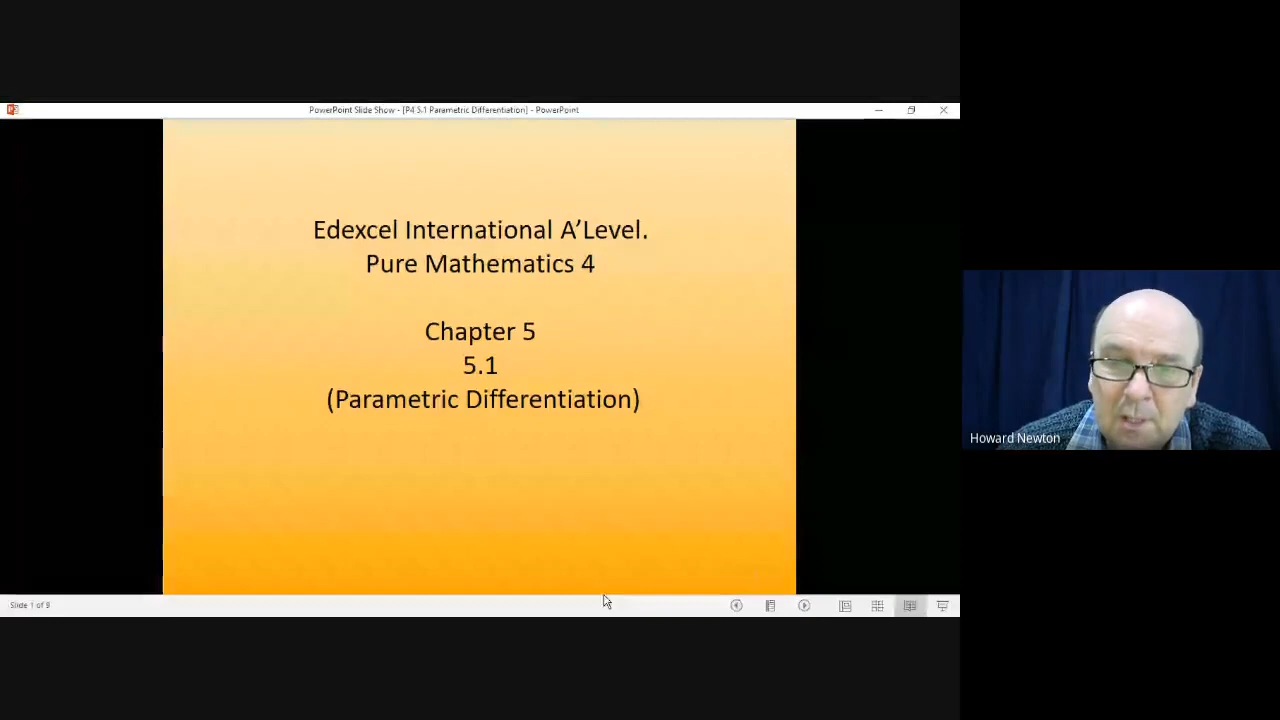 PowerPoint Slide Show - [P4 5.1 Parametric Differentiation] - PowerPoint
Edexcel International A’Level.
Pure Mathematics 4
Chapter 5
5.1
(Parametric Differentiation)
Howard Newton
Slide 1 of 9